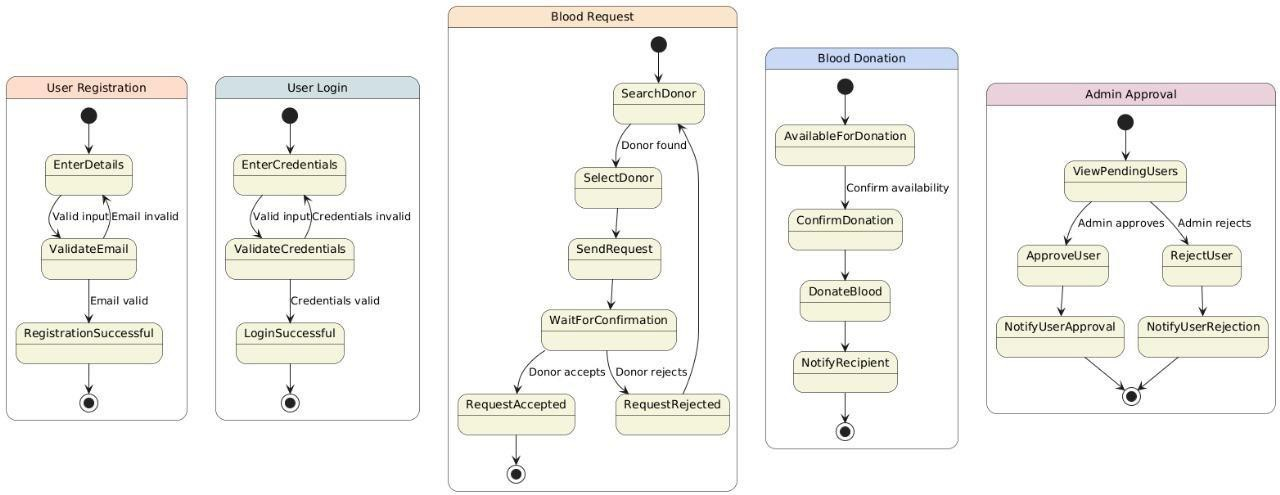 User Registration
EnterDetails
Valid input
Email invalid
ValidateEmail
Email valid
RegistrationSuccessful
User Login
EnterCredentials
Valid input
Credentials invalid
ValidateCredentials
Credentials valid
LoginSuccessful
Blood Request
SearchDonor
Donor found
SelectDonor
SendRequest
WaitForConfirmation
Donor accepts
Donor rejects
RequestAccepted
RequestRejected
Blood Donation
AvailableForDonation
Confirm availability
ConfirmDonation
DonateBlood
NotifyRecipient
Admin Approval
ViewPendingUsers
Admin approves
Admin rejects
ApproveUser
RejectUser
NotifyUserApproval
NotifyUserRejection